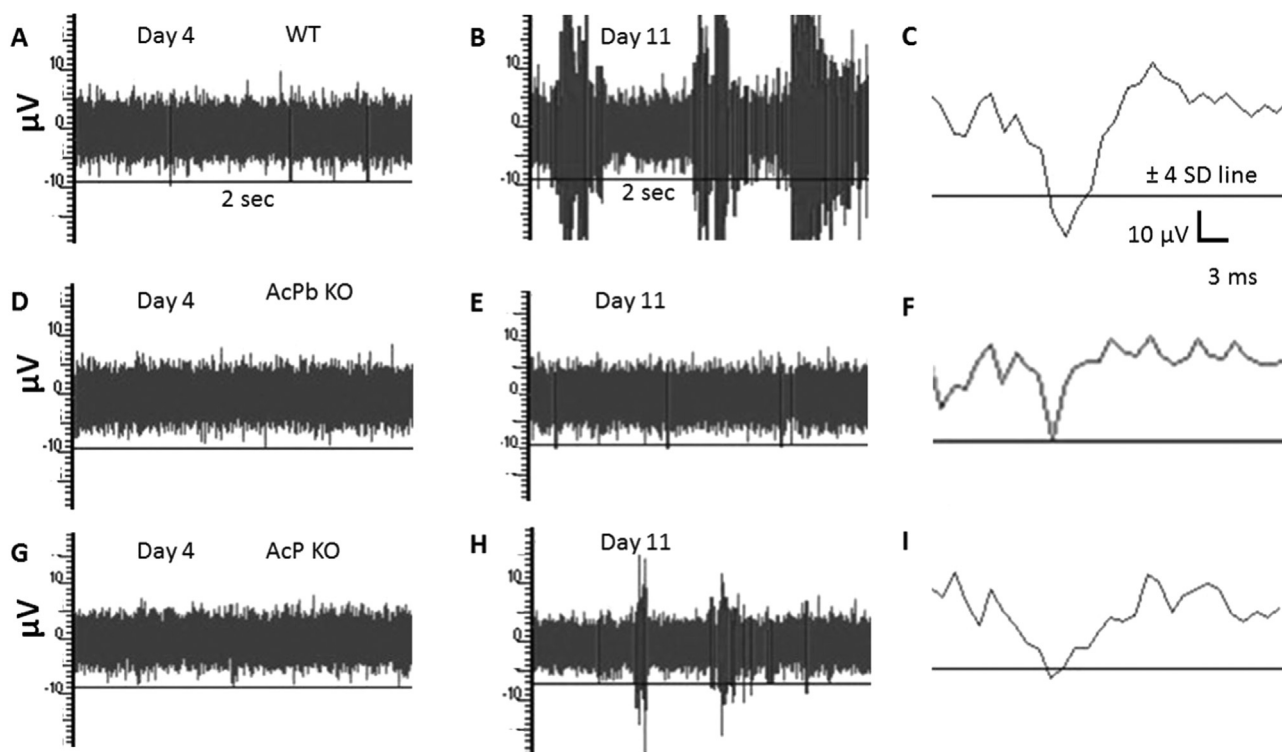 A Day 4 WT
μV
10
0
-10
2 sec
B Day 11
10
0
-10
2 sec
C
± 4 SD line
10 μV
3 ms
D Day 4 AcPb KO
μV
10
0
-10
E Day 11
10
0
-10
F
G Day 4 AcP KO
μV
10
0
-10
H Day 11
10
0
-10
I